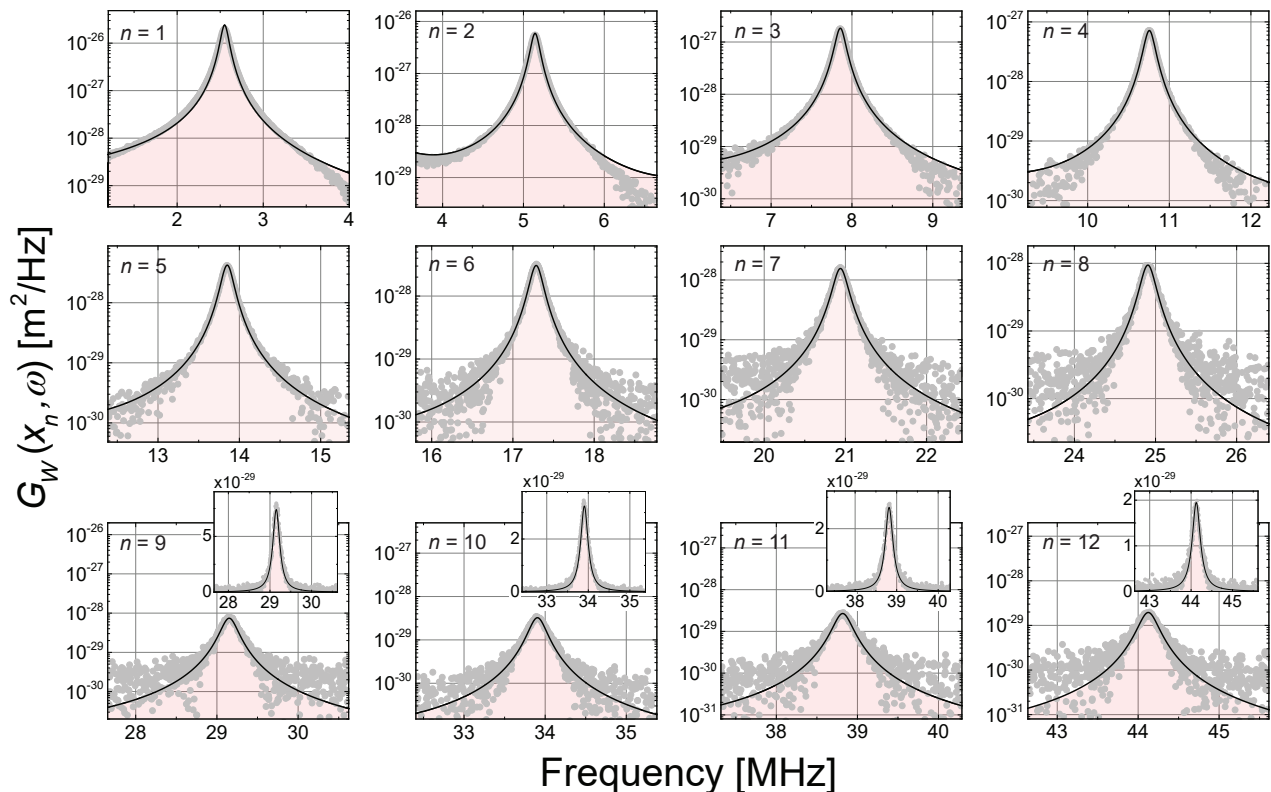 G_W(x_n, ω) [m²/Hz]
n = 1
10⁻²⁶
10⁻²⁷
10⁻²⁸
10⁻²⁹
2 3 4
n = 2
10⁻²⁶
10⁻²⁷
10⁻²⁸
10⁻²⁹
4 5 6
n = 3
10⁻²⁷
10⁻²⁸
10⁻²⁹
10⁻³⁰
7 8 9
n = 4
10⁻²⁷
10⁻²⁸
10⁻²⁹
10⁻³⁰
10 11 12
n = 5
10⁻²⁸
10⁻²⁹
10⁻³⁰
13 14 15
n = 6
10⁻²⁸
10⁻²⁹
10⁻³⁰
16 17 18
n = 7
10⁻²⁸
10⁻²⁹
10⁻³⁰
20 21 22
n = 8
10⁻²⁸
10⁻²⁹
10⁻³⁰
24 25 26
n = 9
10⁻²⁶
10⁻²⁷
10⁻²⁸
10⁻²⁹
10⁻³⁰
28 29 30
x10⁻²⁹
5
0
28 29 30
n = 10
10⁻²⁷
10⁻²⁸
10⁻²⁹
10⁻³⁰
33 34 35
x10⁻²⁹
2
0
33 34 35
n = 11
10⁻²⁷
10⁻²⁸
10⁻²⁹
10⁻³⁰
10⁻³¹
38 39 40
x10⁻²⁹
2
0
38 39 40
n = 12
10⁻²⁷
10⁻²⁸
10⁻²⁹
10⁻³⁰
10⁻³¹
43 44 45
x10⁻²⁹
2
1
0
43 44 45
Frequency [MHz]